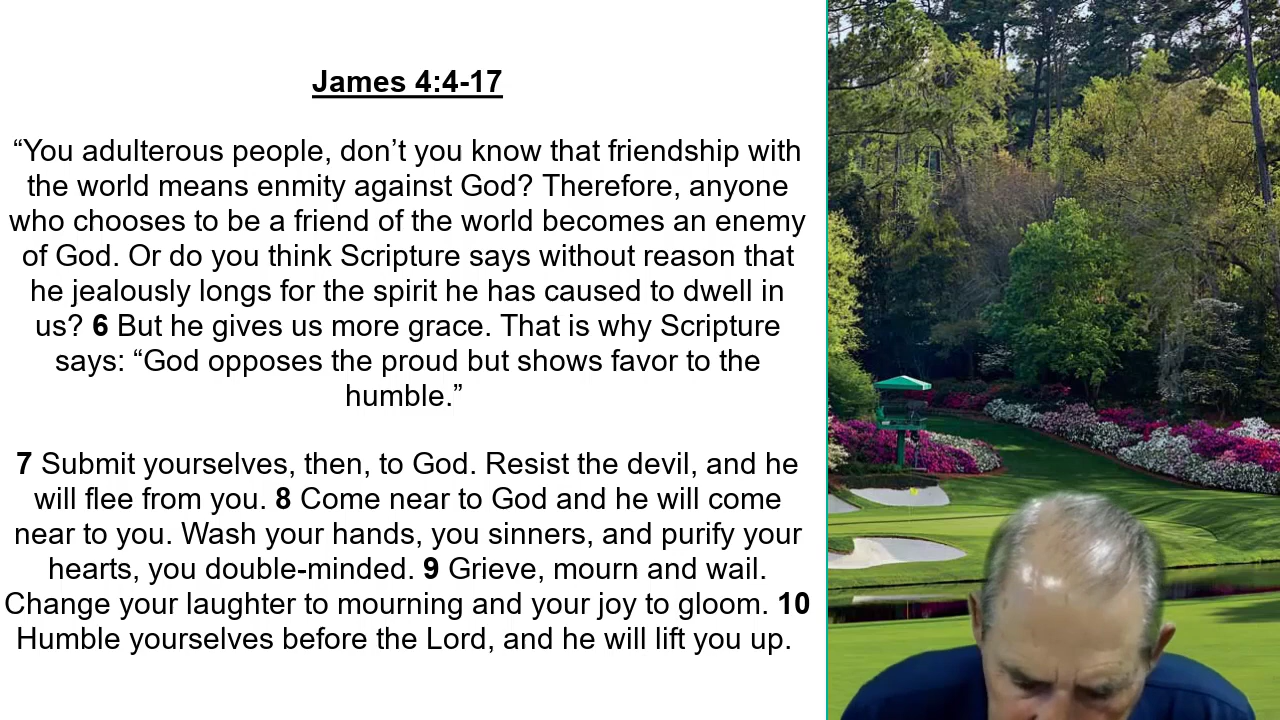 James 4:4-17
“You adulterous people, don’t you know that friendship with
the world means enmity against God? Therefore, anyone
who chooses to be a friend of the world becomes an enemy
of God. Or do you think Scripture says without reason that
he jealously longs for the spirit he has caused to dwell in
us? 6 But he gives us more grace. That is why Scripture
says: “God opposes the proud but shows favor to the
humble.”
7 Submit yourselves, then, to God. Resist the devil, and he
will flee from you. 8 Come near to God and he will come
near to you. Wash your hands, you sinners, and purify your
hearts, you double-minded. 9 Grieve, mourn and wail.
Change your laughter to mourning and your joy to gloom. 10
Humble yourselves before the Lord, and he will lift you up.